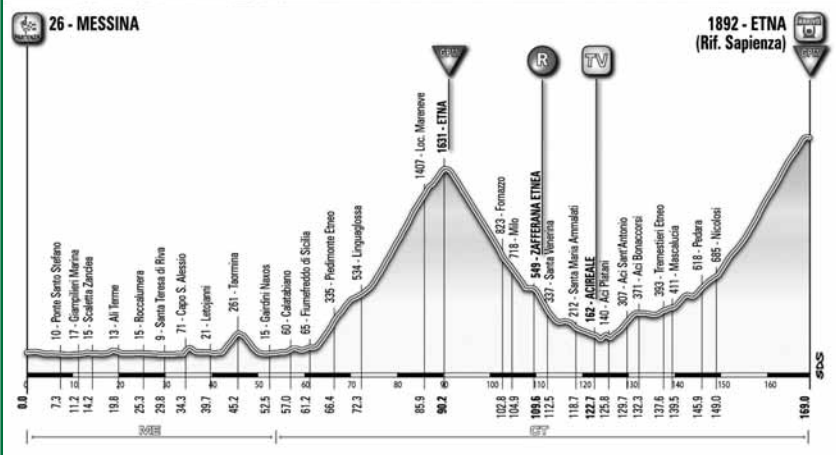 26 - MESSINA
1892 - ETNA
(Rif. Sapienza)
PARTENZA
ARRIVO
GPM
R
TV
GPM
10 - Ponte Santo Stefano
17 - Giampilieri Marina
15 - Scaletta Zanclea
13 - Alì Terme
15 - Roccalumera
9 - Santa Teresa di Riva
71 - Capo S. Alessio
21 - Letojanni
261 - Taormina
15 - Giardini Naxos
60 - Calatabiano
65 - Fiumefreddo di Sicilia
335 - Piedimonte Etneo
534 - Linguaglossa
1407 - Loc. Mareneve
1631 - ETNA
823 - Fornazzo
718 - Milo
549 - ZAFFERANA ETNEA
337 - Santa Venerina
212 - Santa Maria Ammalati
162 - ACIREALE
140 - Aci Platani
307 - Aci Sant'Antonio
371 - Aci Bonaccorsi
393 - Tremestieri Etneo
411 - Mascalucia
618 - Pedara
685 - Nicolosi
0 10 20 30 40 50 60 70 80 90 100 110 120 130 140 150 160
SDS
0.0 7.3 11.2 14.2 19.8 25.3 29.8 34.3 39.7 45.2 52.5 57.0 61.2 66.4 72.3 85.9 90.2 102.8 104.9 109.6 112.5 118.7 122.7 125.8 129.7 132.3 137.6 139.5 145.9 149.0 169.0
ME CT